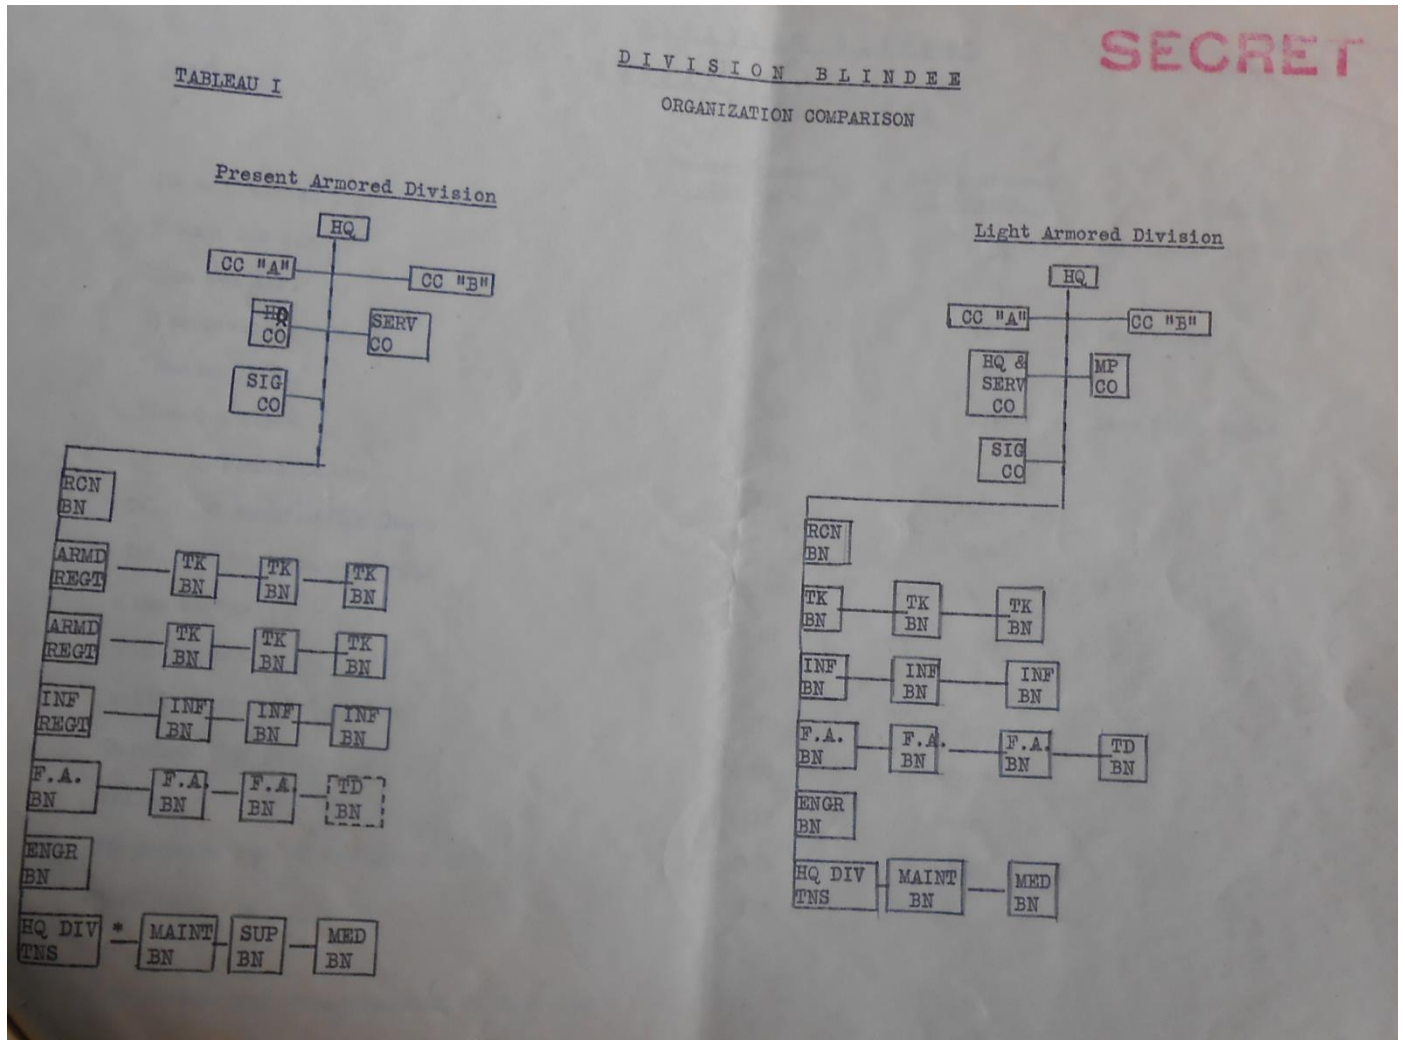 SECRET
TABLEAU I
DIVISION BLINDEE
ORGANIZATION COMPARISON
Present Armored Division
HQ
CC "A"
CC "B"
HQ
CO
SERV
CO
SIG
CO
RCN
BN
ARMD
REGT
TK
BN
TK
BN
TK
BN
ARMD
REGT
TK
BN
TK
BN
TK
BN
INF
REGT
INF
BN
INF
BN
INF
BN
F.A.
BN
F.A.
BN
F.A.
BN
TD
BN
ENGR
BN
HQ DIV
TNS
*
MAINT
BN
SUP
BN
MED
BN
Light Armored Division
HQ
CC "A"
CC "B"
HQ &
SERV
CO
MP
CO
SIG
CO
RCN
BN
TK
BN
TK
BN
TK
BN
INF
BN
INF
BN
INF
BN
F.A.
BN
F.A.
BN
F.A.
BN
TD
BN
ENGR
BN
HQ DIV
TNS
MAINT
BN
MED
BN